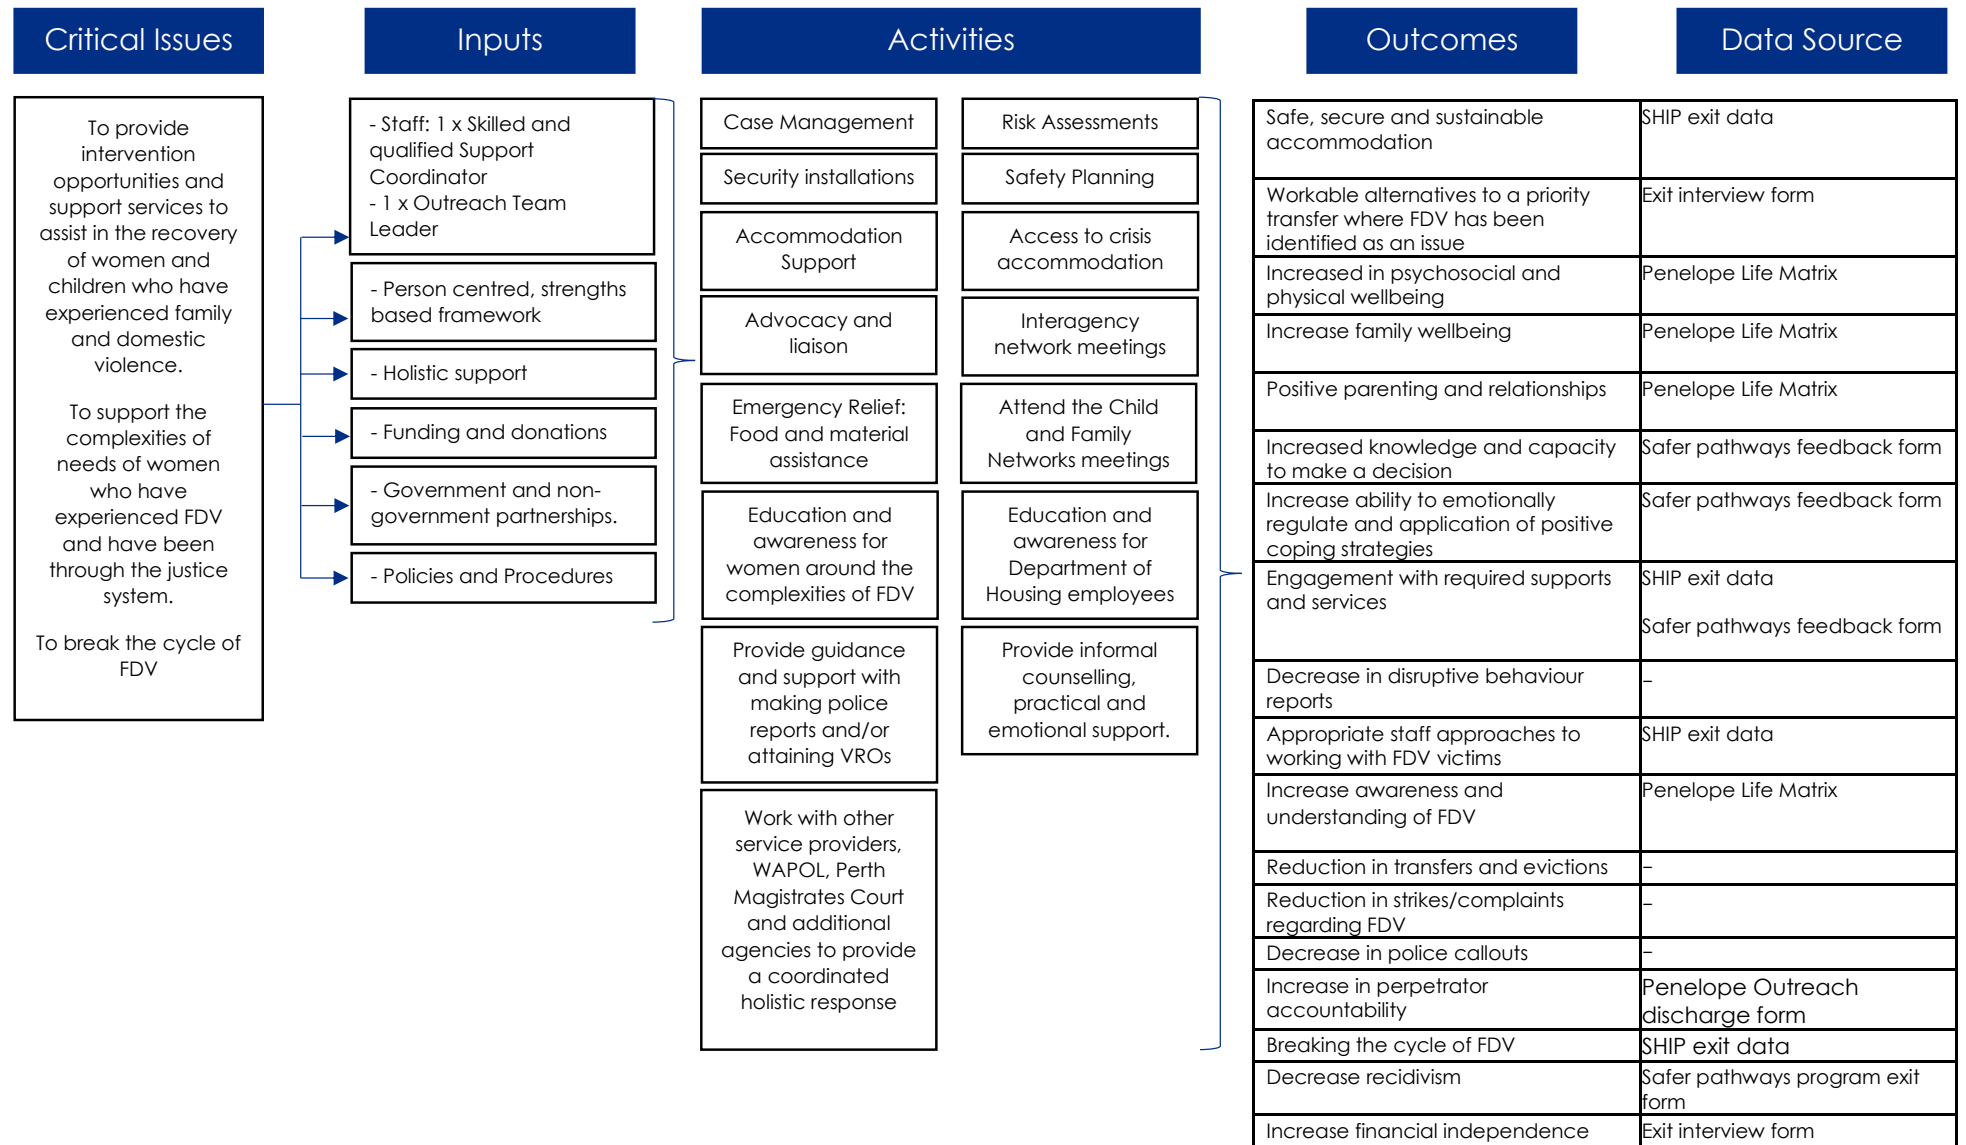 Critical Issues
Inputs
Activities
Outcomes
Data Source
To provide
intervention
opportunities and
support services to
assist in the recovery
of women and
children who have
experienced family
and domestic
violence.
To support the
complexities of
needs of women
who have
experienced FDV
and have been
through the justice
system.
To break the cycle of
FDV
- Staff: 1 x Skilled and
qualified Support
Coordinator
- 1 x Outreach Team
Leader
- Person centred, strengths
based framework
- Holistic support
- Funding and donations
- Government and non-
government partnerships.
- Policies and Procedures
Case Management
Risk Assessments
Security installations
Safety Planning
Accommodation
Support
Access to crisis
accommodation
Advocacy and
liaison
Interagency
network meetings
Emergency Relief:
Food and material
assistance
Attend the Child
and Family
Networks meetings
Education and
awareness for
women around the
complexities of FDV
Education and
awareness for
Department of
Housing employees
Provide guidance
and support with
making police
reports and/or
attaining VROs
Provide informal
counselling,
practical and
emotional support.
Work with other
service providers,
WAPOL, Perth
Magistrates Court
and additional
agencies to provide
a coordinated
holistic response
Safe, secure and sustainable
accommodation
SHIP exit data
Workable alternatives to a priority
transfer where FDV has been
identified as an issue
Exit interview form
Increased in psychosocial and
physical wellbeing
Penelope Life Matrix
Increase family wellbeing
Penelope Life Matrix
Positive parenting and relationships
Penelope Life Matrix
Increased knowledge and capacity
to make a decision
Safer pathways feedback form
Increase ability to emotionally
regulate and application of positive
coping strategies
Safer pathways feedback form
Engagement with required supports
and services
SHIP exit data
Safer pathways feedback form
Decrease in disruptive behaviour
reports
–
Appropriate staff approaches to
working with FDV victims
SHIP exit data
Increase awareness and
understanding of FDV
Penelope Life Matrix
Reduction in transfers and evictions
–
Reduction in strikes/complaints
regarding FDV
–
Decrease in police callouts
–
Increase in perpetrator
accountability
Penelope Outreach
discharge form
Breaking the cycle of FDV
SHIP exit data
Decrease recidivism
Safer pathways program exit
form
Increase financial independence
Exit interview form